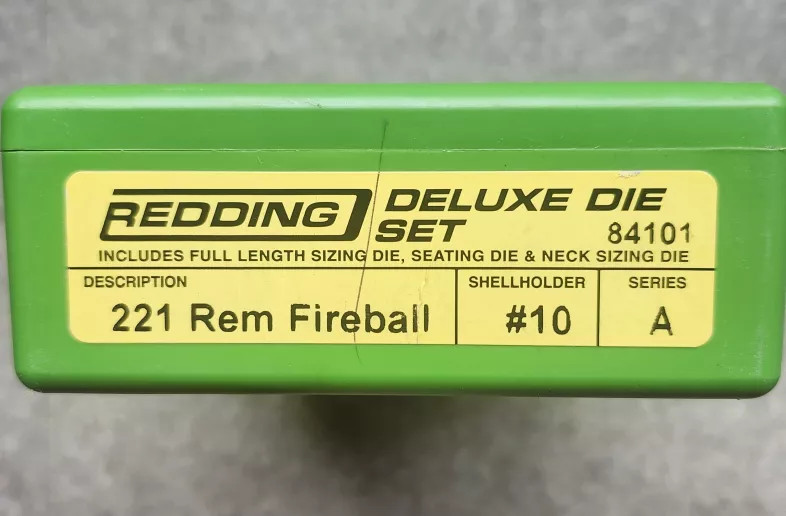 REDDING DELUXE DIE SET
84101
INCLUDES FULL LENGTH SIZING DIE, SEATING DIE & NECK SIZING DIE
DESCRIPTION SHELLHOLDER SERIES
221 Rem Fireball #10 A